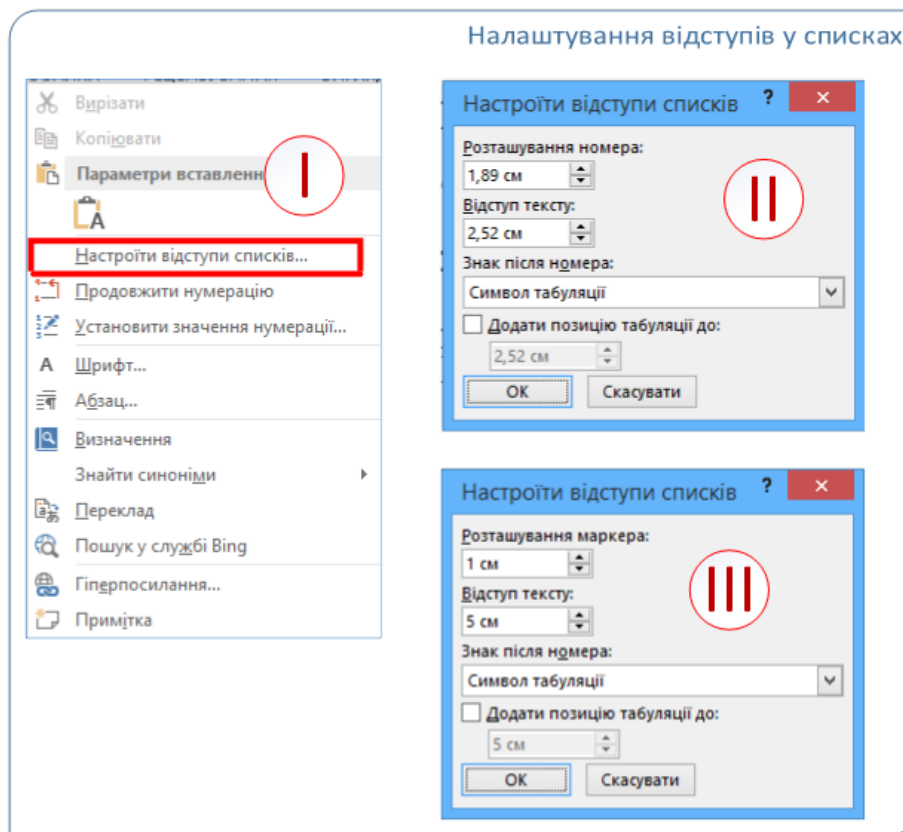 Налаштування відступів у списках
Вирізати
Копіювати
Параметри вставленн
I
Настроїти відступи списків...
Продовжити нумерацію
Установити значення нумерації...
Шрифт...
Абзац...
Визначення
Знайти синоніми
Переклад
Пошук у службі Bing
Гіперпосилання...
Примітка
Настроїти відступи списків ? ×
Розташування номера:
1,89 см
II
Відступ тексту:
2,52 см
Знак після номера:
Символ табуляції
Додати позицію табуляції до:
2,52 см
ОК Скасувати
Настроїти відступи списків ? ×
Розташування маркера:
1 см
III
Відступ тексту:
5 см
Знак після номера:
Символ табуляції
Додати позицію табуляції до:
5 см
ОК Скасувати